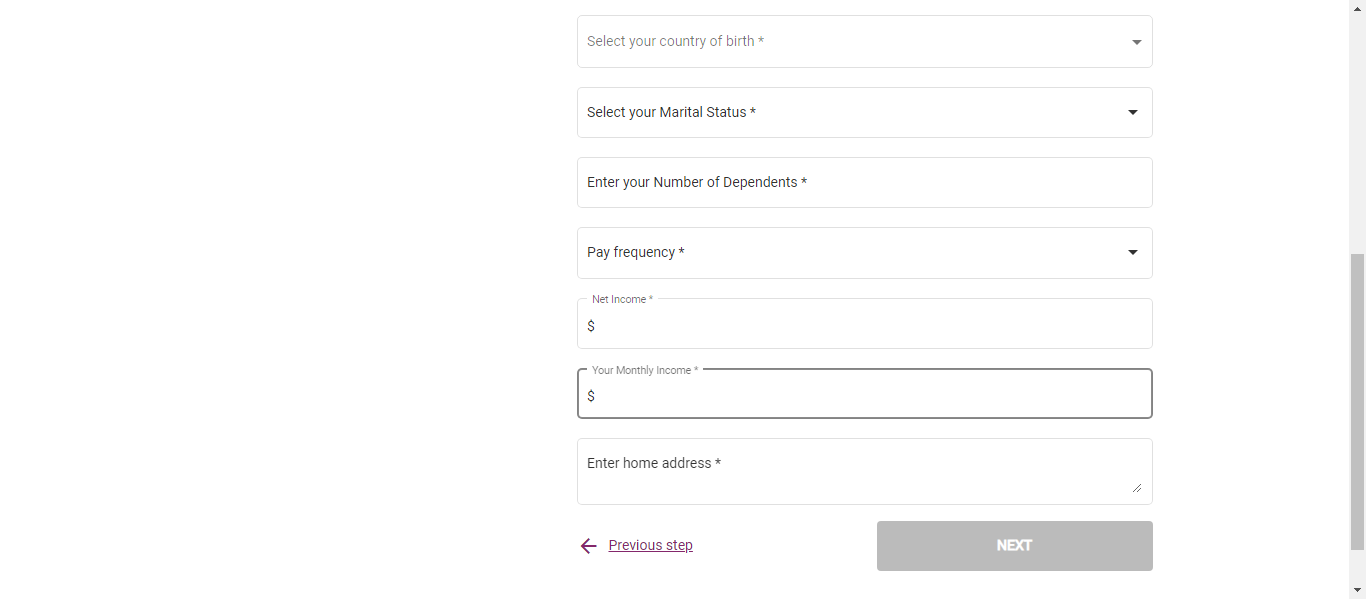 Select your country of birth *
Select your Marital Status *
Enter your Number of Dependents *
Pay frequency *
Net Income *
$
Your Monthly Income *
$
Enter home address *
Previous step
NEXT